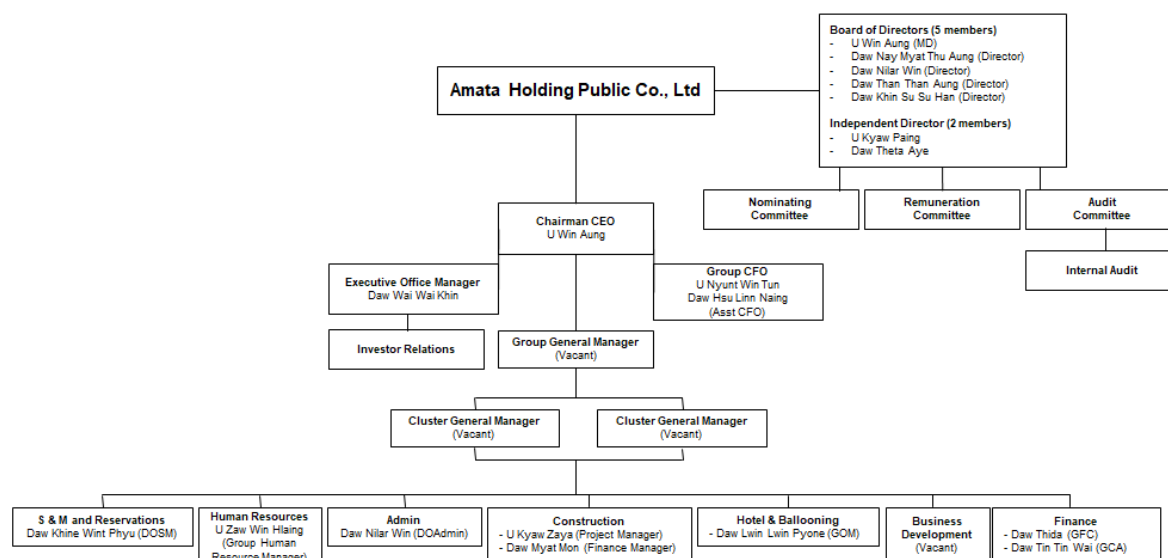 Board of Directors (5 members)
- U Win Aung (MD)
- Daw Nay Myat Thu Aung (Director)
- Daw Nilar Win (Director)
- Daw Than Than Aung (Director)
- Daw Khin Su Su Han (Director)
Independent Director (2 members)
- U Kyaw Paing
- Daw Theta Aye
Amata Holding Public Co., Ltd
Nominating
Committee
Remuneration
Committee
Audit
Committee
Internal Audit
Chairman CEO
U Win Aung
Executive Office Manager
Daw Wai Wai Khin
Group CFO
U Nyunt Win Tun
Daw Hsu Linn Naing
(Asst CFO)
Investor Relations
Group General Manager
(Vacant)
Cluster General Manager
(Vacant)
Cluster General Manager
(Vacant)
S & M and Reservations
Daw Khine Wint Phyu (DOSM)
Human Resources
U Zaw Win Hlaing
(Group Human
Resource Manager)
Admin
Daw Nilar Win (DOAdmin)
Construction
- U Kyaw Zaya (Project Manager)
- Daw Myat Mon (Finance Manager)
Hotel & Ballooning
- Daw Lwin Lwin Pyone (GOM)
Business
Development
(Vacant)
Finance
- Daw Thida (GFC)
- Daw Tin Tin Wai (GCA)